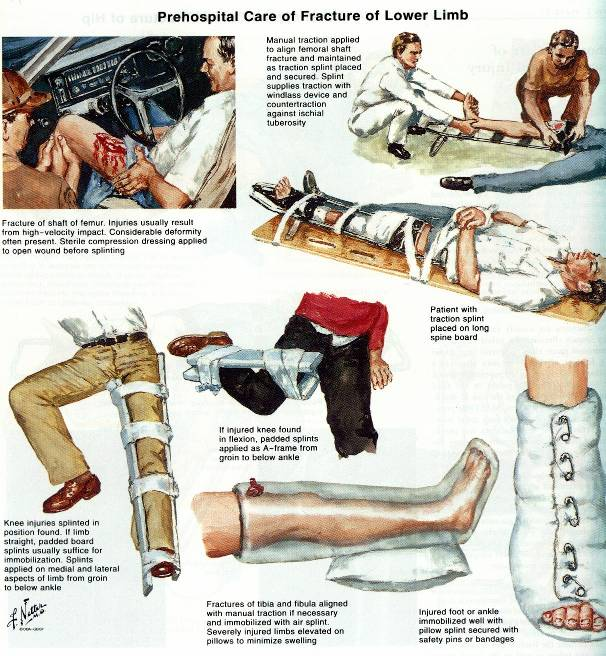 Prehospital Care of Fracture of Lower Limb
Manual traction applied
to align femoral shaft
fracture and maintained
as traction splint placed
and secured. Splint
supplies traction with
windlass device and
countertraction
against ischial
tuberosity
Fracture of shaft of femur. Injuries usually result
from high-velocity impact. Considerable deformity
often present. Sterile compression dressing applied
to open wound before splinting
Patient with
traction splint
placed on long
spine board
If injured knee found
in flexion, padded splints
applied as A-frame from
groin to below ankle
Knee injuries splinted in
position found. If limb
straight, padded board
splints usually suffice for
immobilization. Splints
applied on medial and lateral
aspects of limb from groin
to below ankle
Fractures of tibia and fibula aligned
with manual traction if necessary
and immobilized with air splint.
Severely injured limbs elevated on
pillows to minimize swelling
Injured foot or ankle
immobilized well with
pillow splint secured with
safety pins or bandages
F. Netter
M.D.